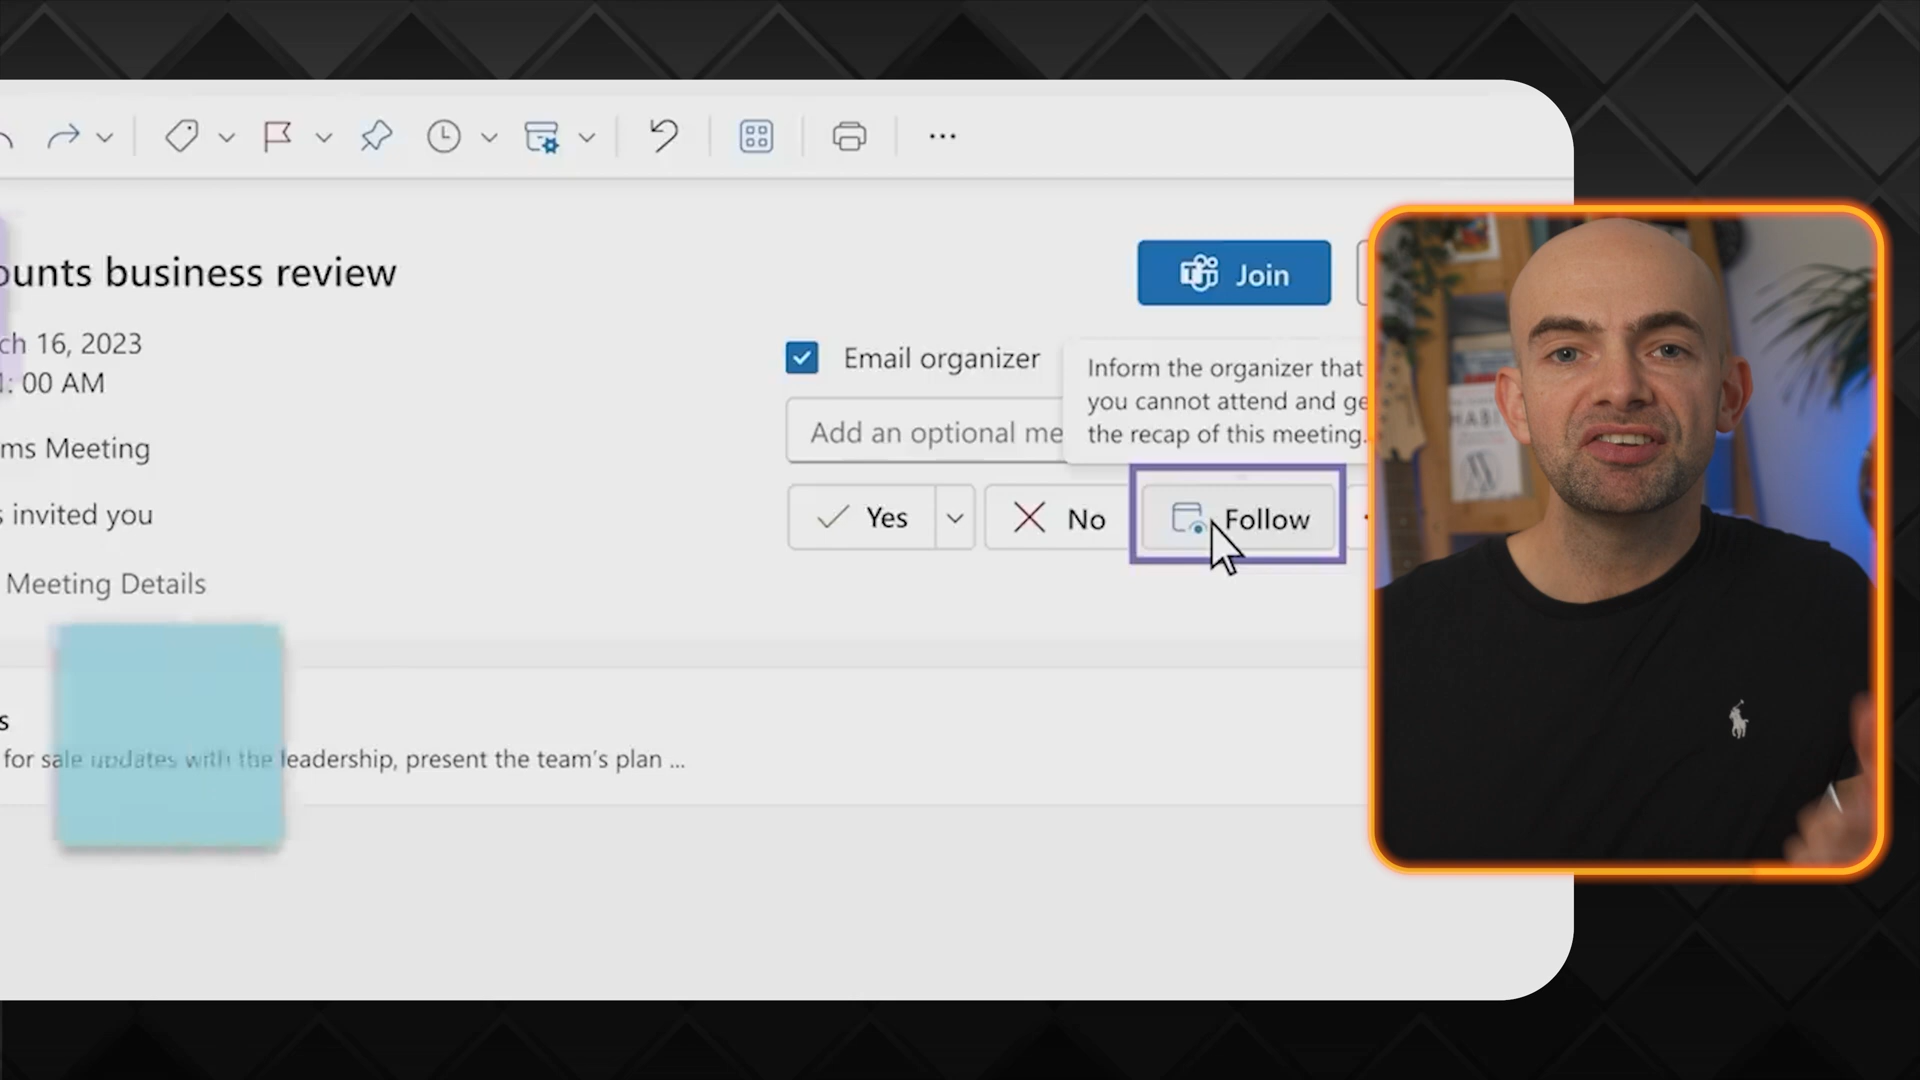 ounts business review
Join
ch 16, 2023
: 00 AM
Email organizer
Inform the organizer that
you cannot attend and ge
the recap of this meeting.
Add an optional me
ms Meeting
s invited you
Yes
No
Follow
Meeting Details
s
for sale updates with the leadership, present the team's plan ...
HABI